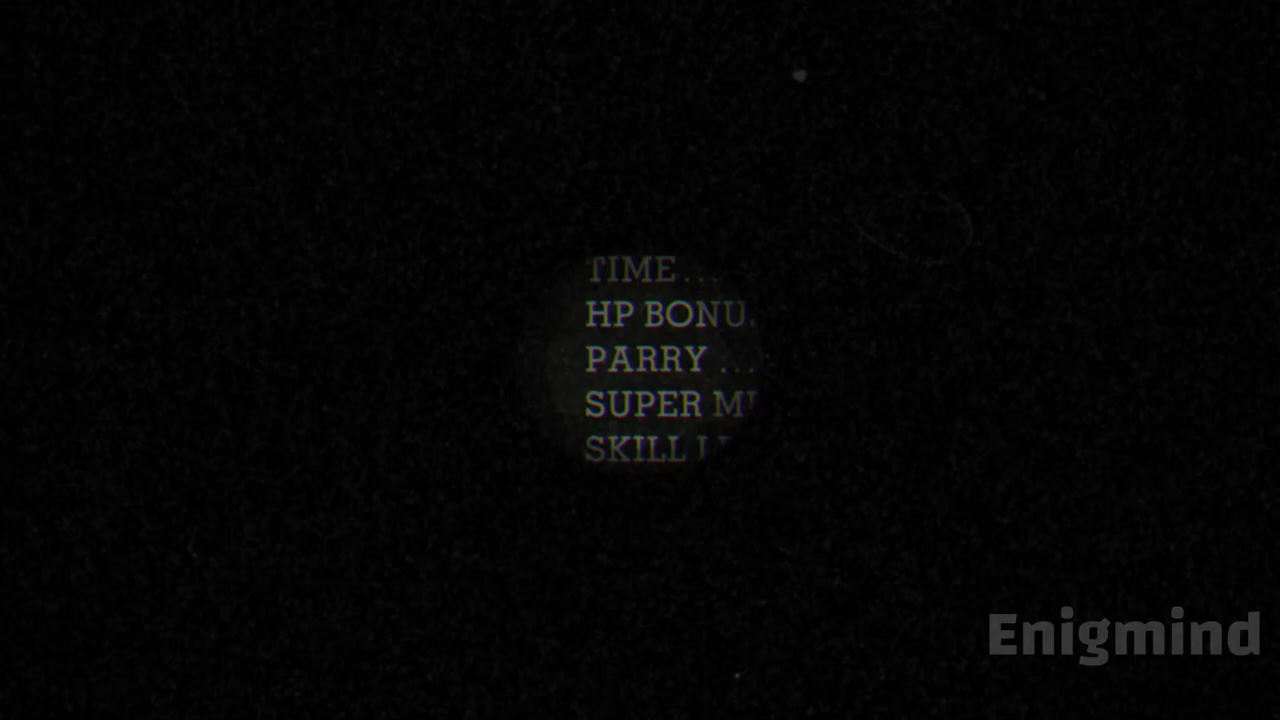 TIME ...
HP BONU
PARRY ...
SUPER
SKILL
Enigmind